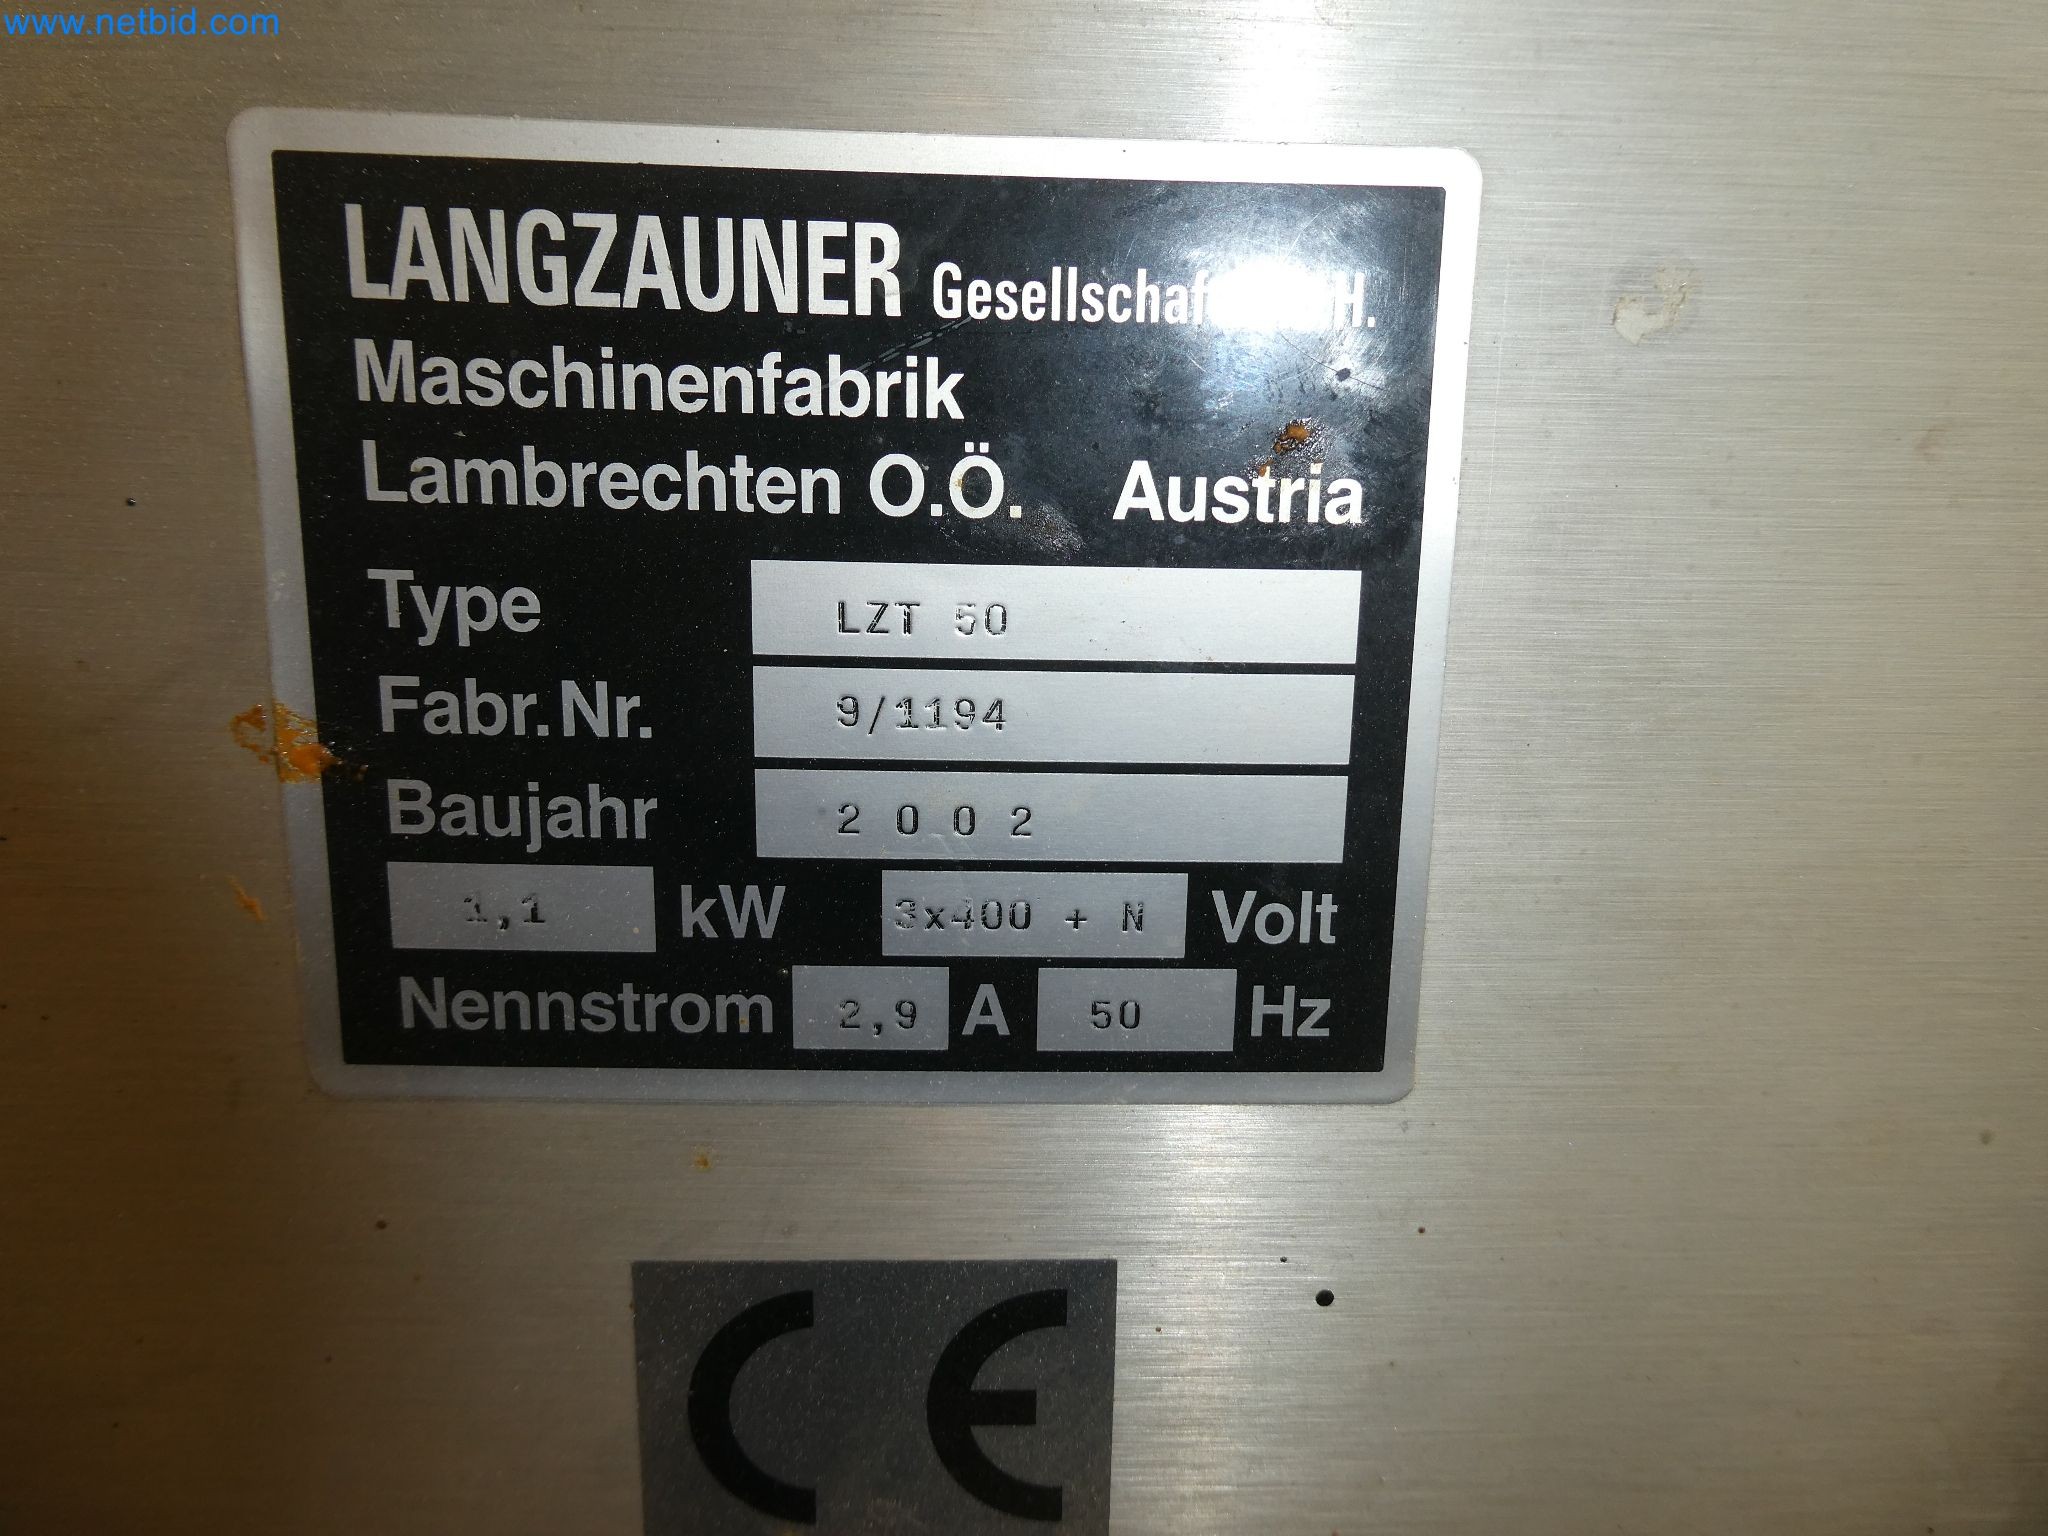 www.netbid.com
LANGZAUNER Gesellschaft H.
Maschinenfabrik
Lambrechten O.Ö. Austria
Type LZT 50
Fabr.Nr. 9/1194
Baujahr 2002
1,1 kW 3x400 + N Volt
Nennstrom 2,9 A 50 Hz
CE